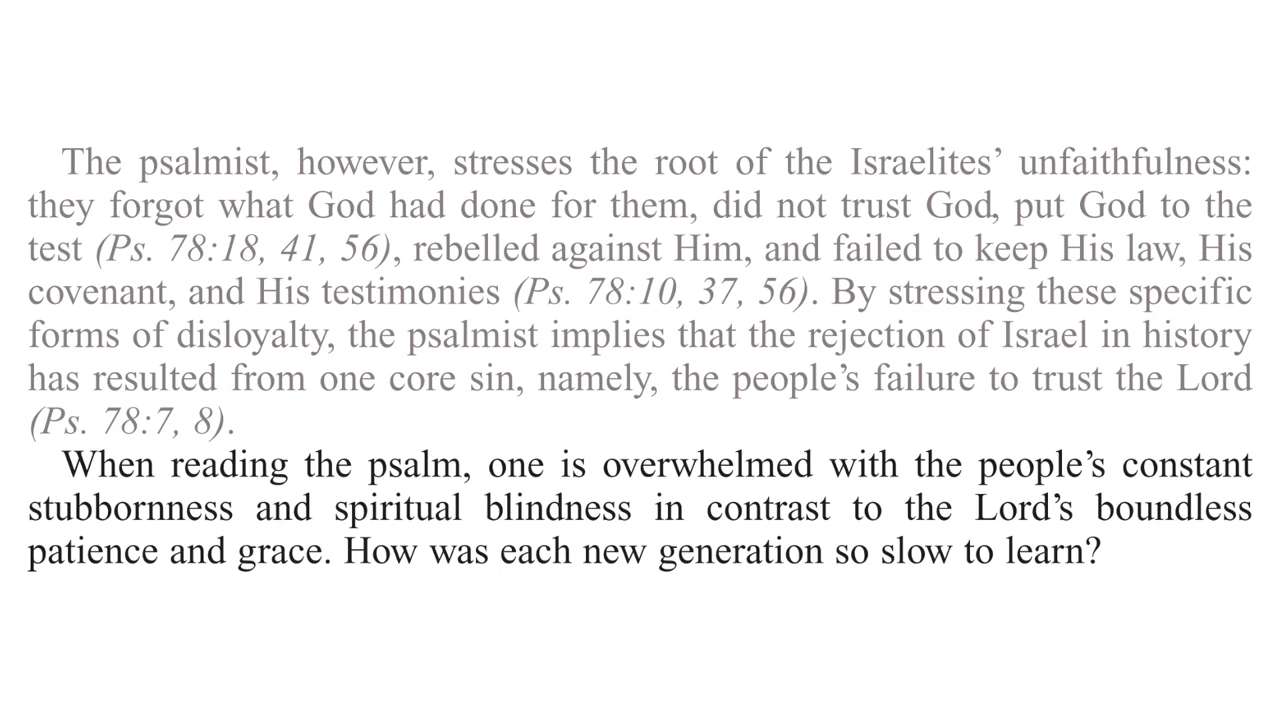 The psalmist, however, stresses the root of the Israelites’ unfaithfulness:
they forgot what God had done for them, did not trust God, put God to the
test (Ps. 78:18, 41, 56), rebelled against Him, and failed to keep His law, His
covenant, and His testimonies (Ps. 78:10, 37, 56). By stressing these specific
forms of disloyalty, the psalmist implies that the rejection of Israel in history
has resulted from one core sin, namely, the people’s failure to trust the Lord
(Ps. 78:7, 8).
When reading the psalm, one is overwhelmed with the people’s constant
stubbornness and spiritual blindness in contrast to the Lord’s boundless
patience and grace. How was each new generation so slow to learn?